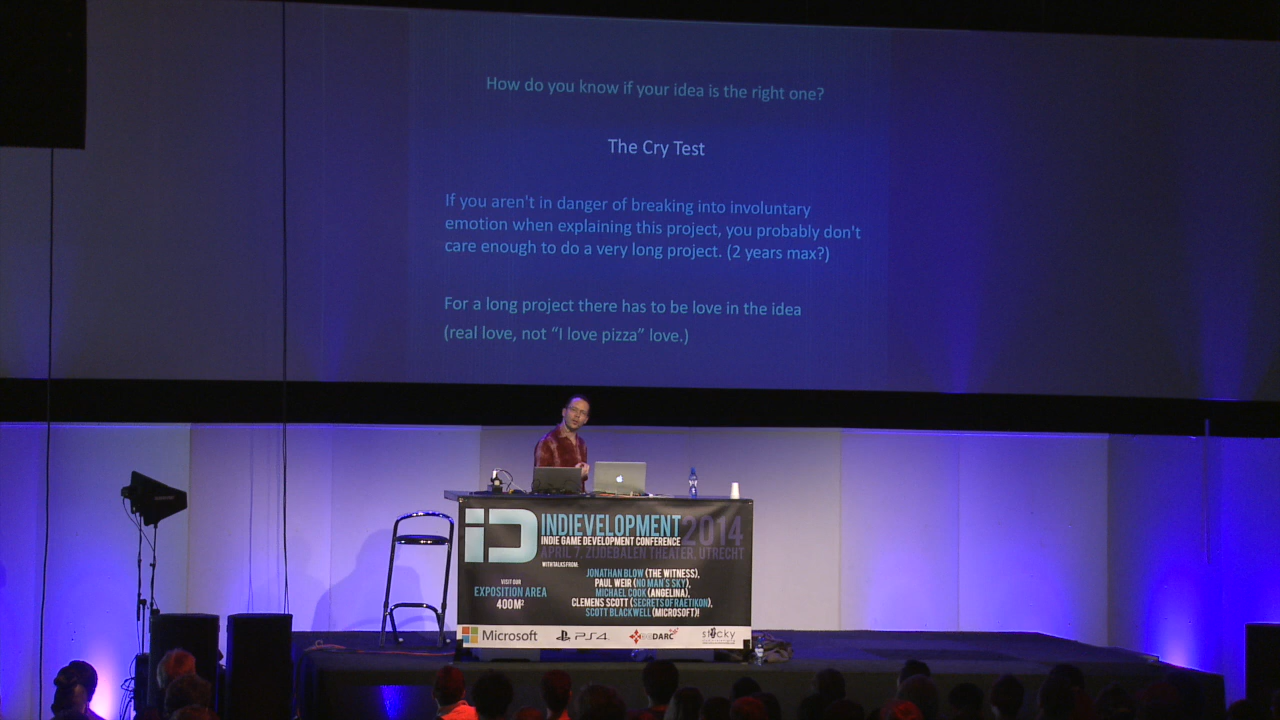 How do you know if your idea is the right one?
The Cry Test
If you aren't in danger of breaking into involuntary
emotion when explaining this project, you probably don't
care enough to do a very long project. (2 years max?)
For a long project there has to be love in the idea
(real love, not “I love pizza” love.)
iD
INDIEVELOPMENT 2014
INDIE GAME DEVELOPMENT CONFERENCE
APRIL 7, ZIJDEBALEN THEATER, UTRECHT
WITH TALKS FROM:
JONATHAN BLOW (THE WITNESS),
PAUL WEIR (NO MAN'S SKY),
MICHAEL COOK (ANGELINA),
CLEMENS SCOTT (SECRETS OF RAETIKON),
SCOTT BLACKWELL (MICROSOFT)!
VISIT OUR
EXPOSITION AREA
400M²
Microsoft
PS4
DARC